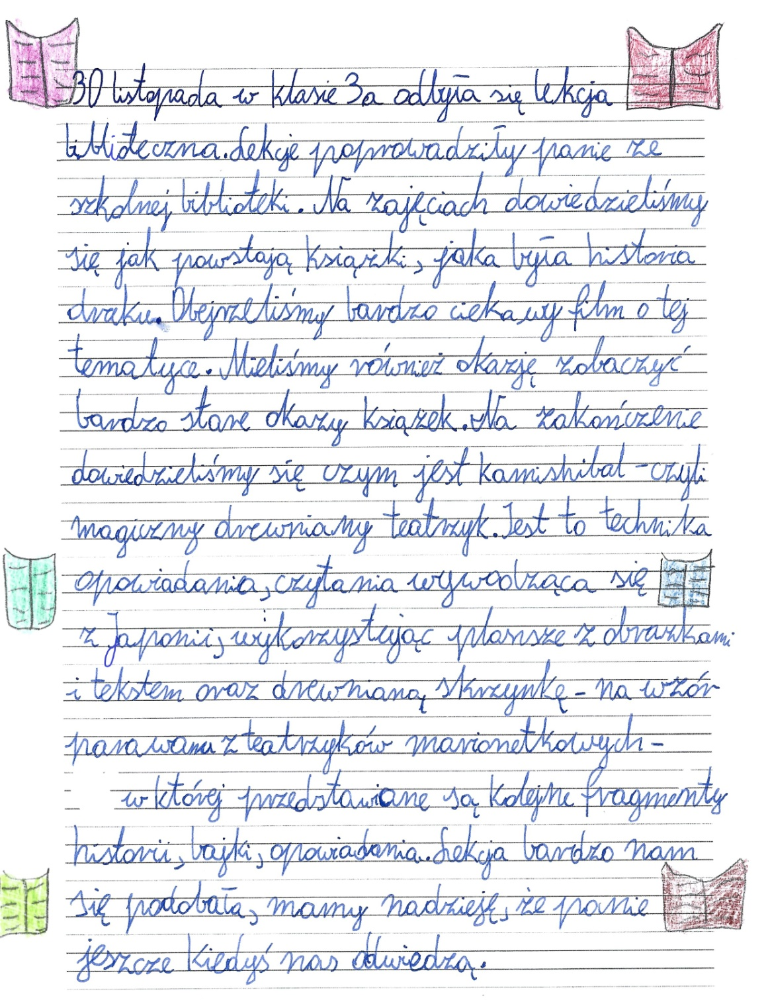 30 listopada w klasie 3a odbyła się lekcja
biblioteczna. Lekcje poprowadziły panie ze
szkolnej biblioteki. Na zajęciach dowiedzieliśmy
się jak powstają książki, jaka była historia
druku. Obejrzeliśmy bardzo ciekawy film o tej
tematyce. Mieliśmy również okazję zobaczyć
bardzo stare okazy książek. Na zakończenie
dowiedzieliśmy się czym jest kamishibal - czyli
magiczny drewniany teatrzyk. Jest to technika
opowiadania, czytania wywodząca się
z Japonii, wykorzystując plansze z obrazkami
i tekstem oraz drewnianą skrzynkę - na wzór
parawanu z teatrzyków marionetkowych -
w której przedstawiane są kolejne fragmenty
historii, bajki, opowiadania. Lekcja bardzo nam
się podobała, mamy nadzieję, że panie
jeszcze kiedyś nas odwiedzą.